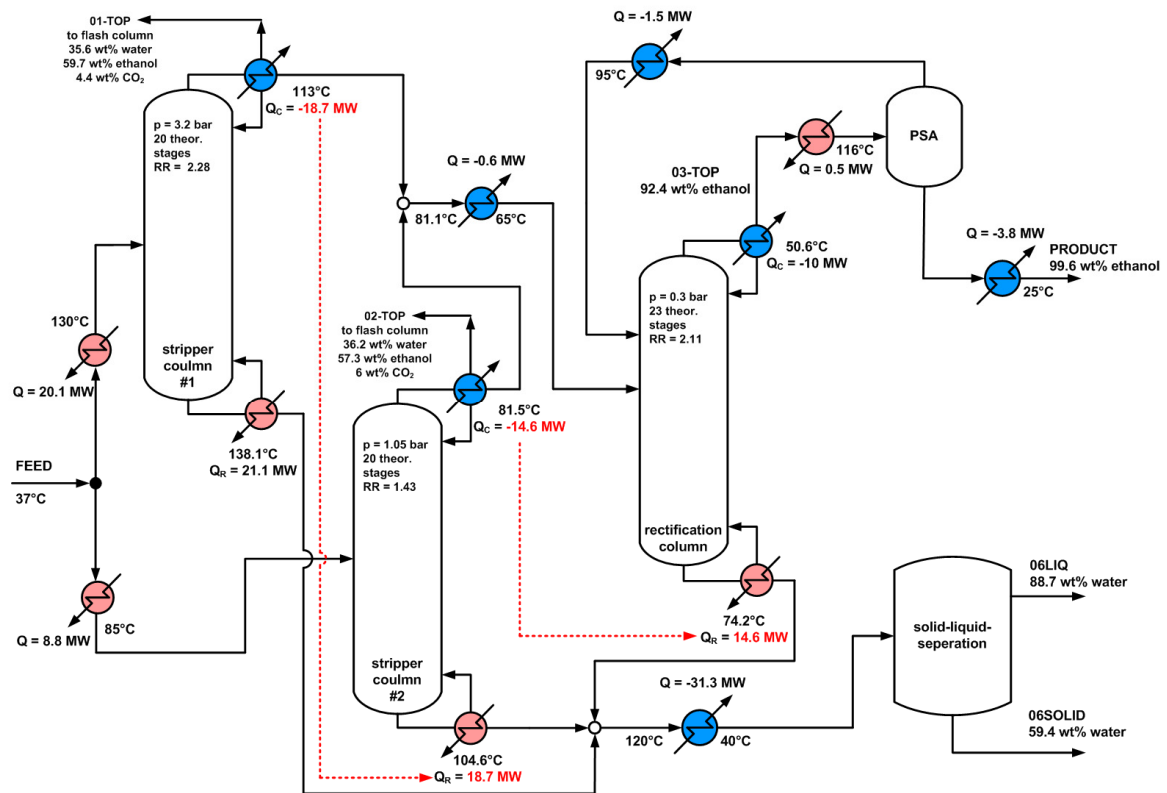 01-TOP
to flash column
35.6 wt% water
59.7 wt% ethanol
4.4 wt% CO₂
113°C
Q_C = -18.7 MW
p = 3.2 bar
20 theor.
stages
RR = 2.28
stripper
coulmn
#1
130°C
Q = 20.1 MW
138.1°C
Q_R = 21.1 MW
FEED
37°C
85°C
Q = 8.8 MW
Q = -0.6 MW
81.1°C
65°C
02-TOP
to flash column
36.2 wt% water
57.3 wt% ethanol
6 wt% CO₂
81.5°C
Q_C = -14.6 MW
p = 1.05 bar
20 theor.
stages
RR = 1.43
stripper
coulmn
#2
104.6°C
Q_R = 18.7 MW
Q = -1.5 MW
95°C
03-TOP
92.4 wt% ethanol
116°C
Q = 0.5 MW
PSA
50.6°C
Q_C = -10 MW
p = 0.3 bar
23 theor.
stages
RR = 2.11
rectification
column
74.2°C
Q_R = 14.6 MW
Q = -3.8 MW
25°C
PRODUCT
99.6 wt% ethanol
Q = -31.3 MW
120°C
40°C
solid-liquid-
seperation
06LIQ
88.7 wt% water
06SOLID
59.4 wt% water